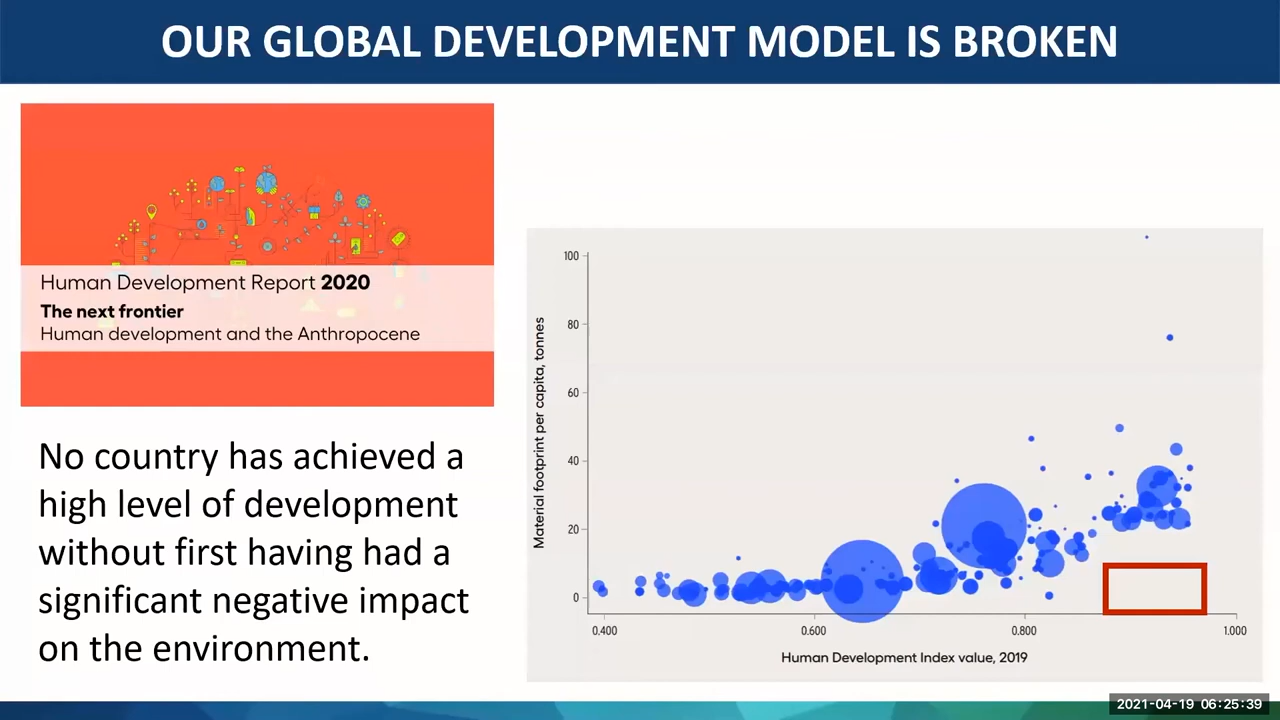 OUR GLOBAL DEVELOPMENT MODEL IS BROKEN
Human Development Report 2020
The next frontier
Human development and the Anthropocene
No country has achieved a
high level of development
without first having had a
significant negative impact
on the environment.
Material footprint per capita, tonnes
100
80
60
40
20
0
0.400
0.600
0.800
1.000
Human Development Index value, 2019
2021-04-19 06:25:39